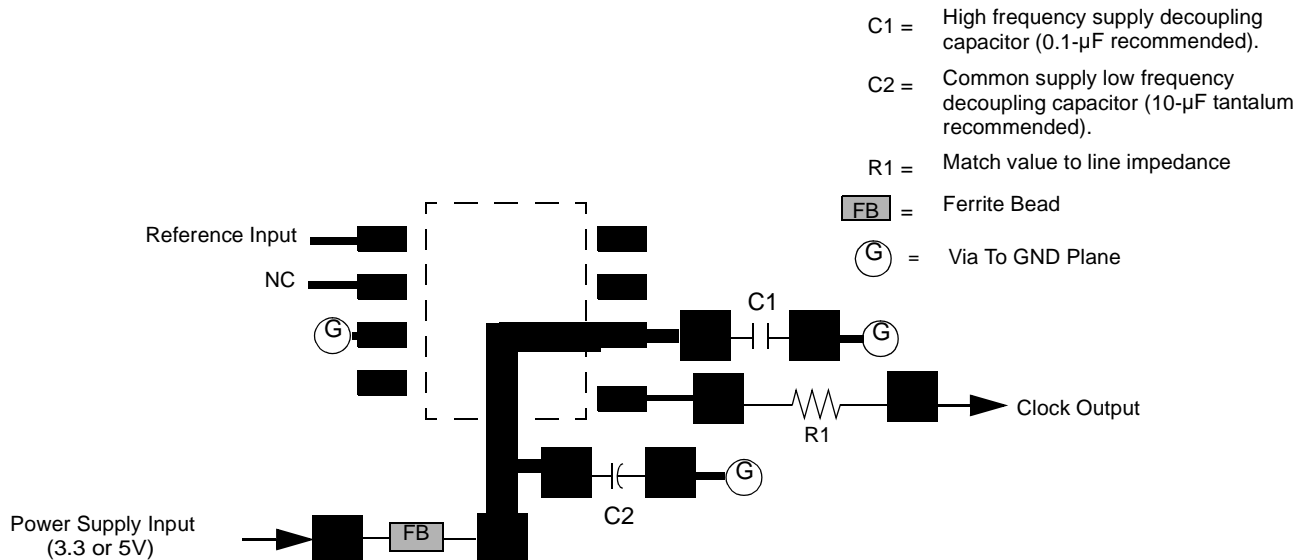 C1 = High frequency supply decoupling
capacitor (0.1-µF recommended).
C2 = Common supply low frequency
decoupling capacitor (10-µF tantalum
recommended).
R1 = Match value to line impedance
FB = Ferrite Bead
G = Via To GND Plane
Reference Input
NC
G
C1
G
Clock Output
R1
G
C2
Power Supply Input
(3.3 or 5V)
FB